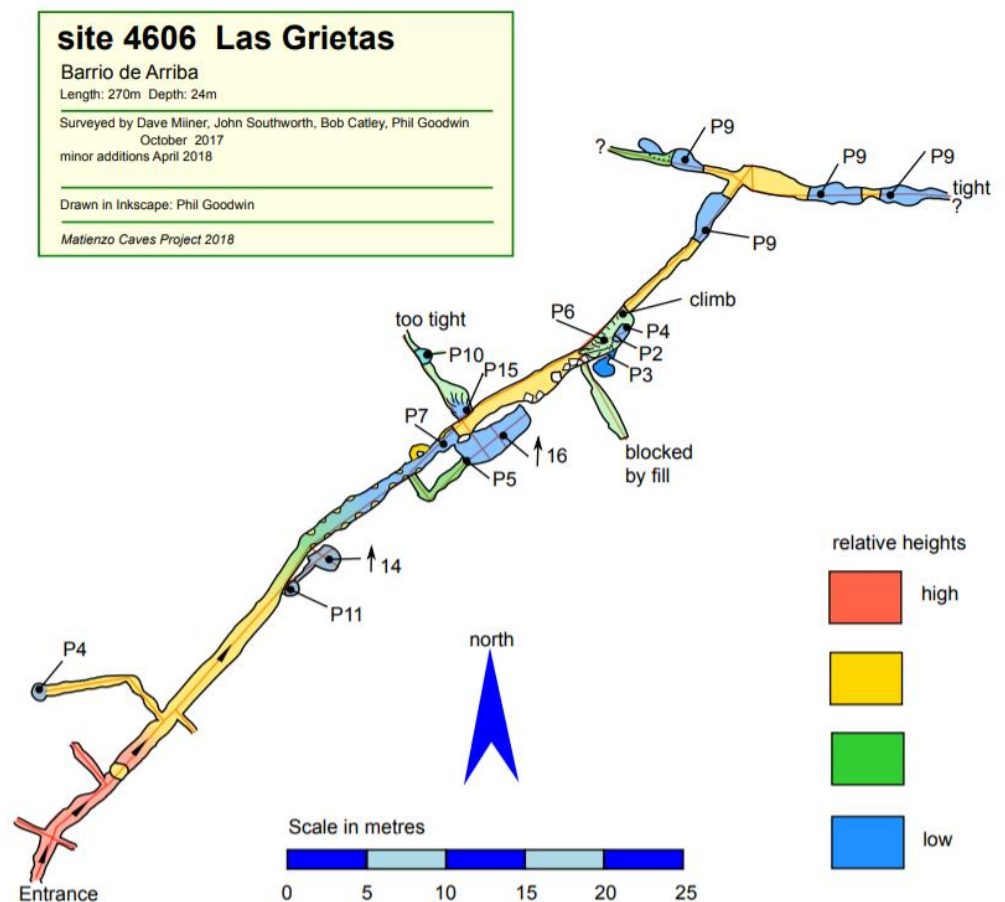 site 4606 Las Grietas
Barrio de Arriba
Length: 270m Depth: 24m
Surveyed by Dave Miiner, John Southworth, Bob Catley, Phil Goodwin
October 2017
minor additions April 2018
Drawn in Inkscape: Phil Goodwin
Matienzo Caves Project 2018
?
P9
P9
P9
tight
?
P9
climb
P6
P4
P2
P3
too tight
P10
P15
P7
16
P5
blocked
by fill
14
P11
P4
Entrance
north
Scale in metres
0 5 10 15 20 25
relative heights
high
low